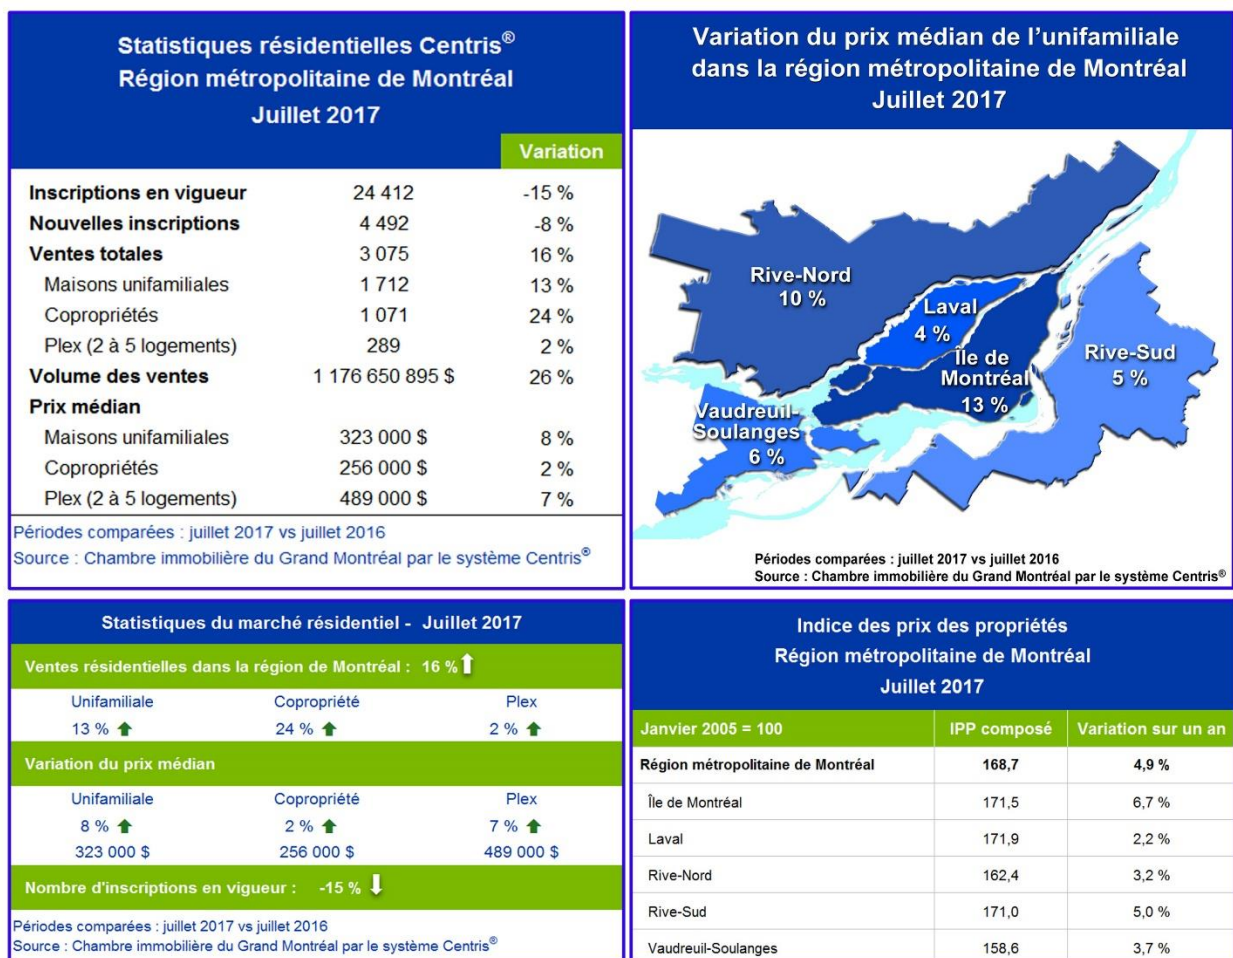 Statistiques résidentielles Centris®
Région métropolitaine de Montréal
Juillet 2017
Variation
Inscriptions en vigueur 24 412 -15 %
Nouvelles inscriptions 4 492 -8 %
Ventes totales 3 075 16 %
Maisons unifamiliales 1 712 13 %
Copropriétés 1 071 24 %
Plex (2 à 5 logements) 289 2 %
Volume des ventes 1 176 650 895 $ 26 %
Prix médian
Maisons unifamiliales 323 000 $ 8 %
Copropriétés 256 000 $ 2 %
Plex (2 à 5 logements) 489 000 $ 7 %
Périodes comparées : juillet 2017 vs juillet 2016
Source : Chambre immobilière du Grand Montréal par le système Centris®
Variation du prix médian de l'unifamiliale
dans la région métropolitaine de Montréal
Juillet 2017
Rive-Nord
10 %
Laval
4 %
Île de
Montréal
13 %
Rive-Sud
5 %
Vaudreuil-
Soulanges
6 %
Périodes comparées : juillet 2017 vs juillet 2016
Source : Chambre immobilière du Grand Montréal par le système Centris®
Statistiques du marché résidentiel - Juillet 2017
Ventes résidentielles dans la région de Montréal : 16 %
Unifamiliale Copropriété Plex
13 % 24 % 2 %
Variation du prix médian
Unifamiliale Copropriété Plex
8 % 2 % 7 %
323 000 $ 256 000 $ 489 000 $
Nombre d'inscriptions en vigueur : -15 %
Périodes comparées : juillet 2017 vs juillet 2016
Source : Chambre immobilière du Grand Montréal par le système Centris®
Indice des prix des propriétés
Région métropolitaine de Montréal
Juillet 2017
Janvier 2005 = 100 IPP composé Variation sur un an
Région métropolitaine de Montréal 168,7 4,9 %
Île de Montréal 171,5 6,7 %
Laval 171,9 2,2 %
Rive-Nord 162,4 3,2 %
Rive-Sud 171,0 5,0 %
Vaudreuil-Soulanges 158,6 3,7 %